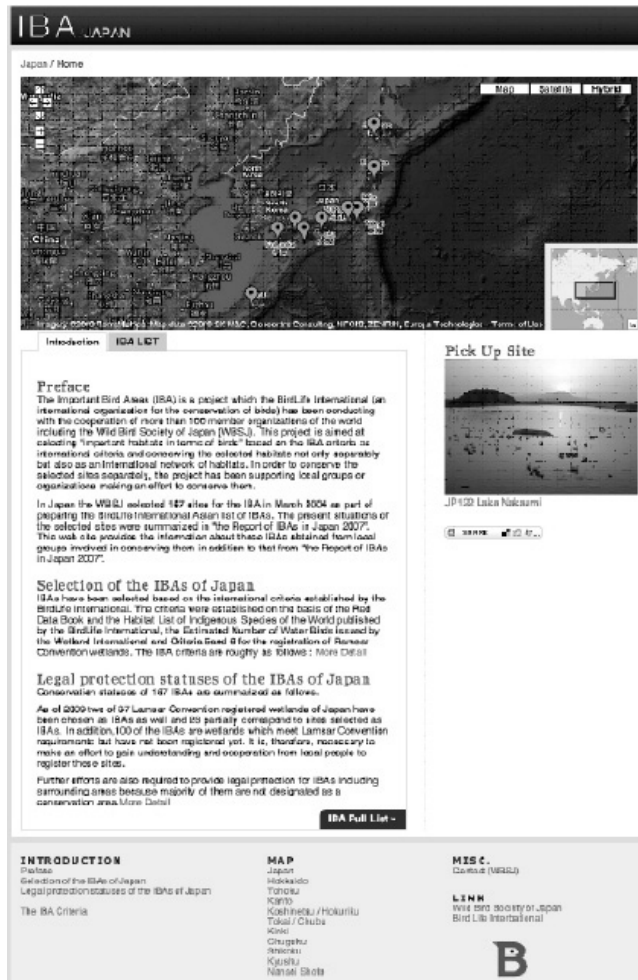 IBA JAPAN
Japan / Home
Map Satellite Hybrid
North Korea
South Korea
Japan
China
Introduction IBA LIST
Pick Up Site
Preface
The Important Bird Areas (IBA) is a project which the BirdLife International (an
international organization for the conservation of birds) has been conducting
with the cooperation of more than 100 member organizations of the world
including the Wild Bird Society of Japan (WBSJ). This project is aimed at
selecting "important habitats in terms of birds" based on the IBA criteria as
international criteria and conserving the selected habitats not only separately
but also as an international network of habitats. In order to conserve the
selected sites separately, the project has been supporting local groups or
organizations making an effort to conserve them.
In Japan the WBSJ selected 167 sites for the IBA in March 2004 as part of
preparing the BirdLife International Asian list of IBAs. The present situations of
the selected sites were summarized in "the Report of IBAs in Japan 2007".
This web site provides the information about these IBAs obtained from local
groups involved in conserving them in addition to that from "the Report of IBAs
in Japan 2007".
JP122 Lake Nakaumi
SHARE
Selection of the IBAs of Japan
IBAs have been selected based on the international criteria established by the
BirdLife International. The criteria were established on the basis of the Red
Data Book and the Habitat List of Indigenous Species of the World published
by the BirdLife International, the Estimated Number of Water Birds issued by
the Wetland International and Criteria 5 and 6 for the registration of Ramsar
Convention wetlands. The IBA criteria are roughly as follows : More Detail
Legal protection statuses of the IBAs of Japan
Conservation statuses of 167 IBAs are summarized as follows.
As of 2009 two of 37 Lamsar Convention registered wetlands of Japan have
been chosen as IBAs as well and 25 partially correspond to sites selected as
IBAs. In addition,100 of the IBAs are wetlands which meet Lamsar Convention
requirements but have not been registered yet. It is, therefore, necessary to
make an effort to gain understanding and cooperation from local people to
register these sites.
Further efforts are also required to provide legal protection for IBAs including
surrounding areas because majority of them are not designated as a
conservation area.More Detail
IBA Full List
INTRODUCTION
Preface
Selection of the IBAs of Japan
Legal protection statuses of the IBAs of Japan
The IBA Criteria
MAP
Japan
Hokkaido
Tohoku
Kanto
Koshinetsu / Hokuriku
Tokai / Chubu
Kinki
Chugoku
Shikoku
Kyushu
Nansei Shoto
MISC.
Contact (WBSJ)
LINK
Wild Bird Society of Japan
Bird Life International